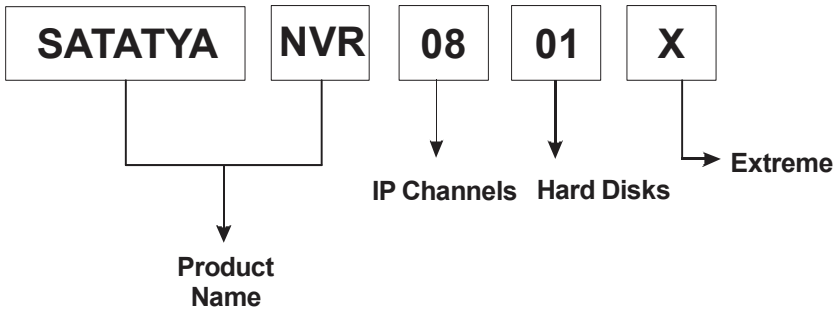 SATATYA NVR 08 01 X
Extreme
IP Channels Hard Disks
Product
Name